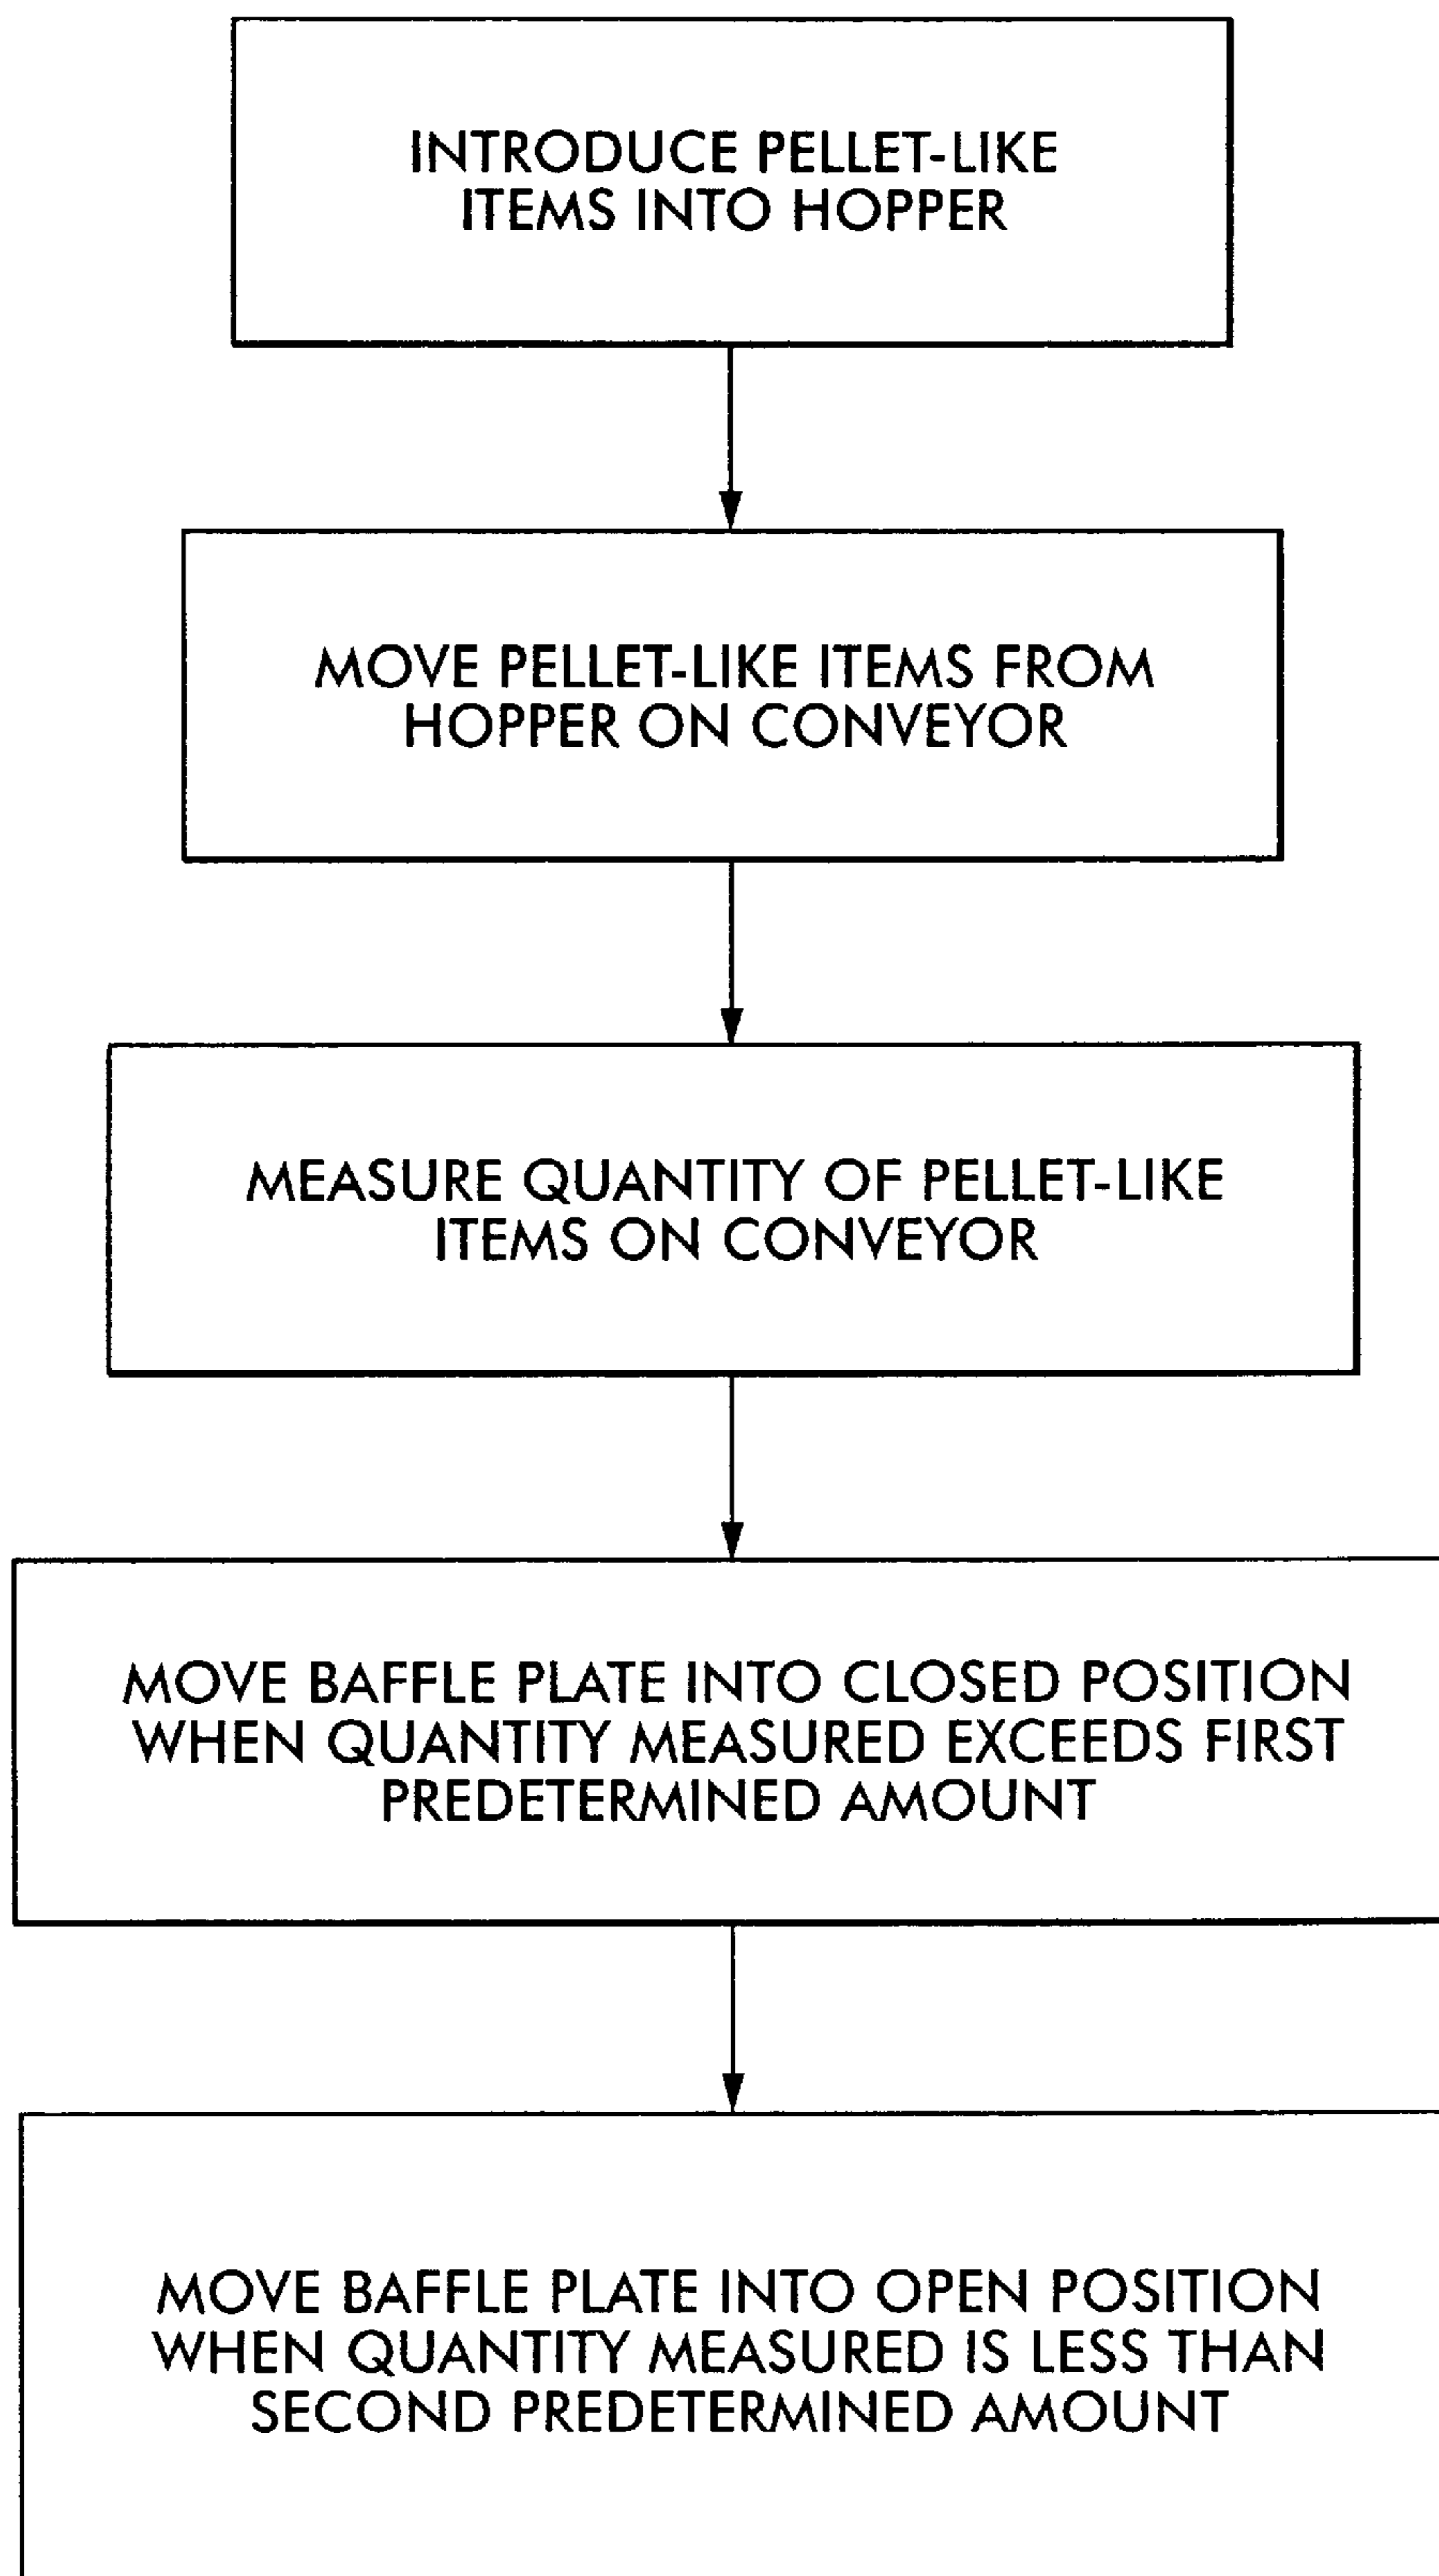 INTRODUCE PELLET-LIKE
ITEMS INTO HOPPER
MOVE PELLET-LIKE ITEMS FROM
HOPPER ON CONVEYOR
MEASURE QUANTITY OF PELLET-LIKE
ITEMS ON CONVEYOR
MOVE BAFFLE PLATE INTO CLOSED POSITION
WHEN QUANTITY MEASURED EXCEEDS FIRST
PREDETERMINED AMOUNT
MOVE BAFFLE PLATE INTO OPEN POSITION
WHEN QUANTITY MEASURED IS LESS THAN
SECOND PREDETERMINED AMOUNT